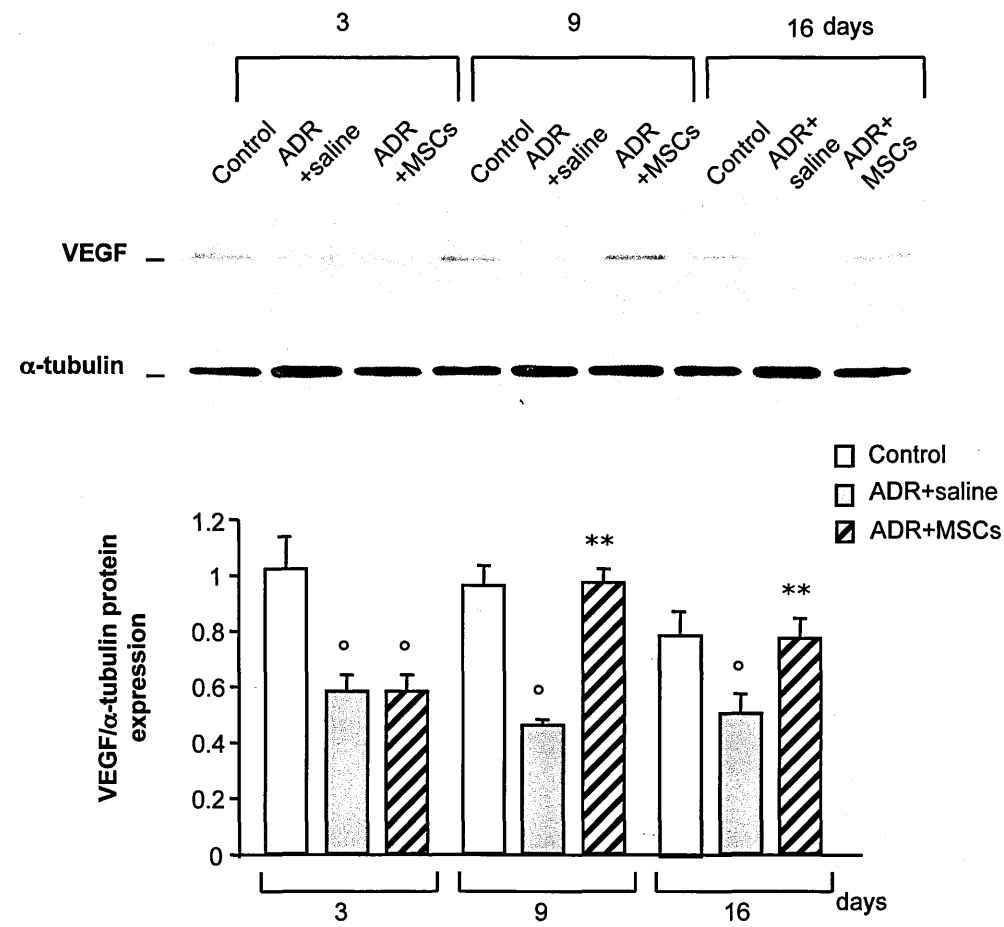 3 9 16 days
Control ADR +saline ADR +MSCs Control ADR +saline ADR +MSCs Control ADR+ saline ADR+ MSCs
VEGF
α-tubulin
Control
ADR+saline
ADR+MSCs
VEGF/α-tubulin protein
expression
1.2
1
0.8
0.6
0.4
0.2
0
° ° ° ** ° **
3 9 16 days